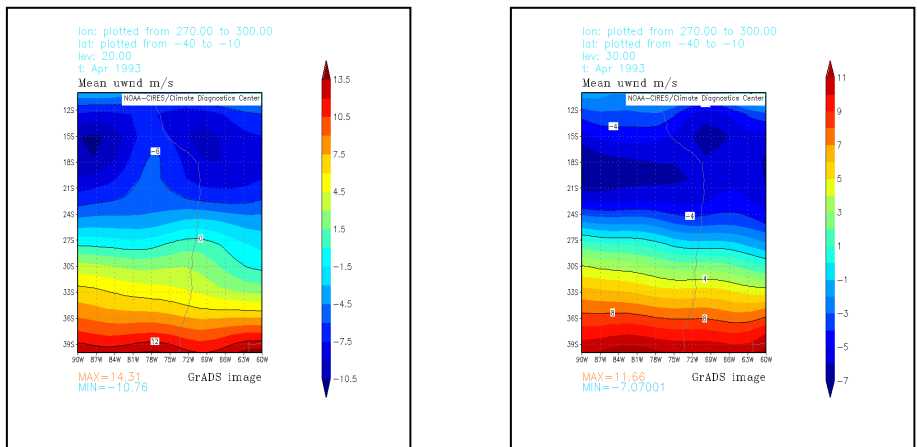 lon: plotted from 270.00 to 300.00
lat: plotted from −40 to −10
lev: 20.00
t: Apr 1993
Mean uwnd m/s
NOAA−CIRES/Climate Diagnostics Center
12S
15S
18S
21S
24S
27S
30S
33S
36S
39S
−6
0
12
90W 87W 84W 81W 78W 75W 72W 69W 66W 63W 60W
13.5
10.5
7.5
4.5
1.5
−1.5
−4.5
−7.5
−10.5
MAX=14.31
MIN=−10.76
GrADS image
lon: plotted from 270.00 to 300.00
lat: plotted from −40 to −10
lev: 30.00
t: Apr 1993
Mean uwnd m/s
NOAA−CIRES/Climate Diagnostics Center
12S
15S
18S
21S
24S
27S
30S
33S
36S
39S
−4
−4
4
8
8
90W 87W 84W 81W 78W 75W 72W 69W 66W 63W 60W
11
9
7
5
3
1
−1
−3
−5
−7
MAX=11.66
MIN=−7.07001
GrADS image